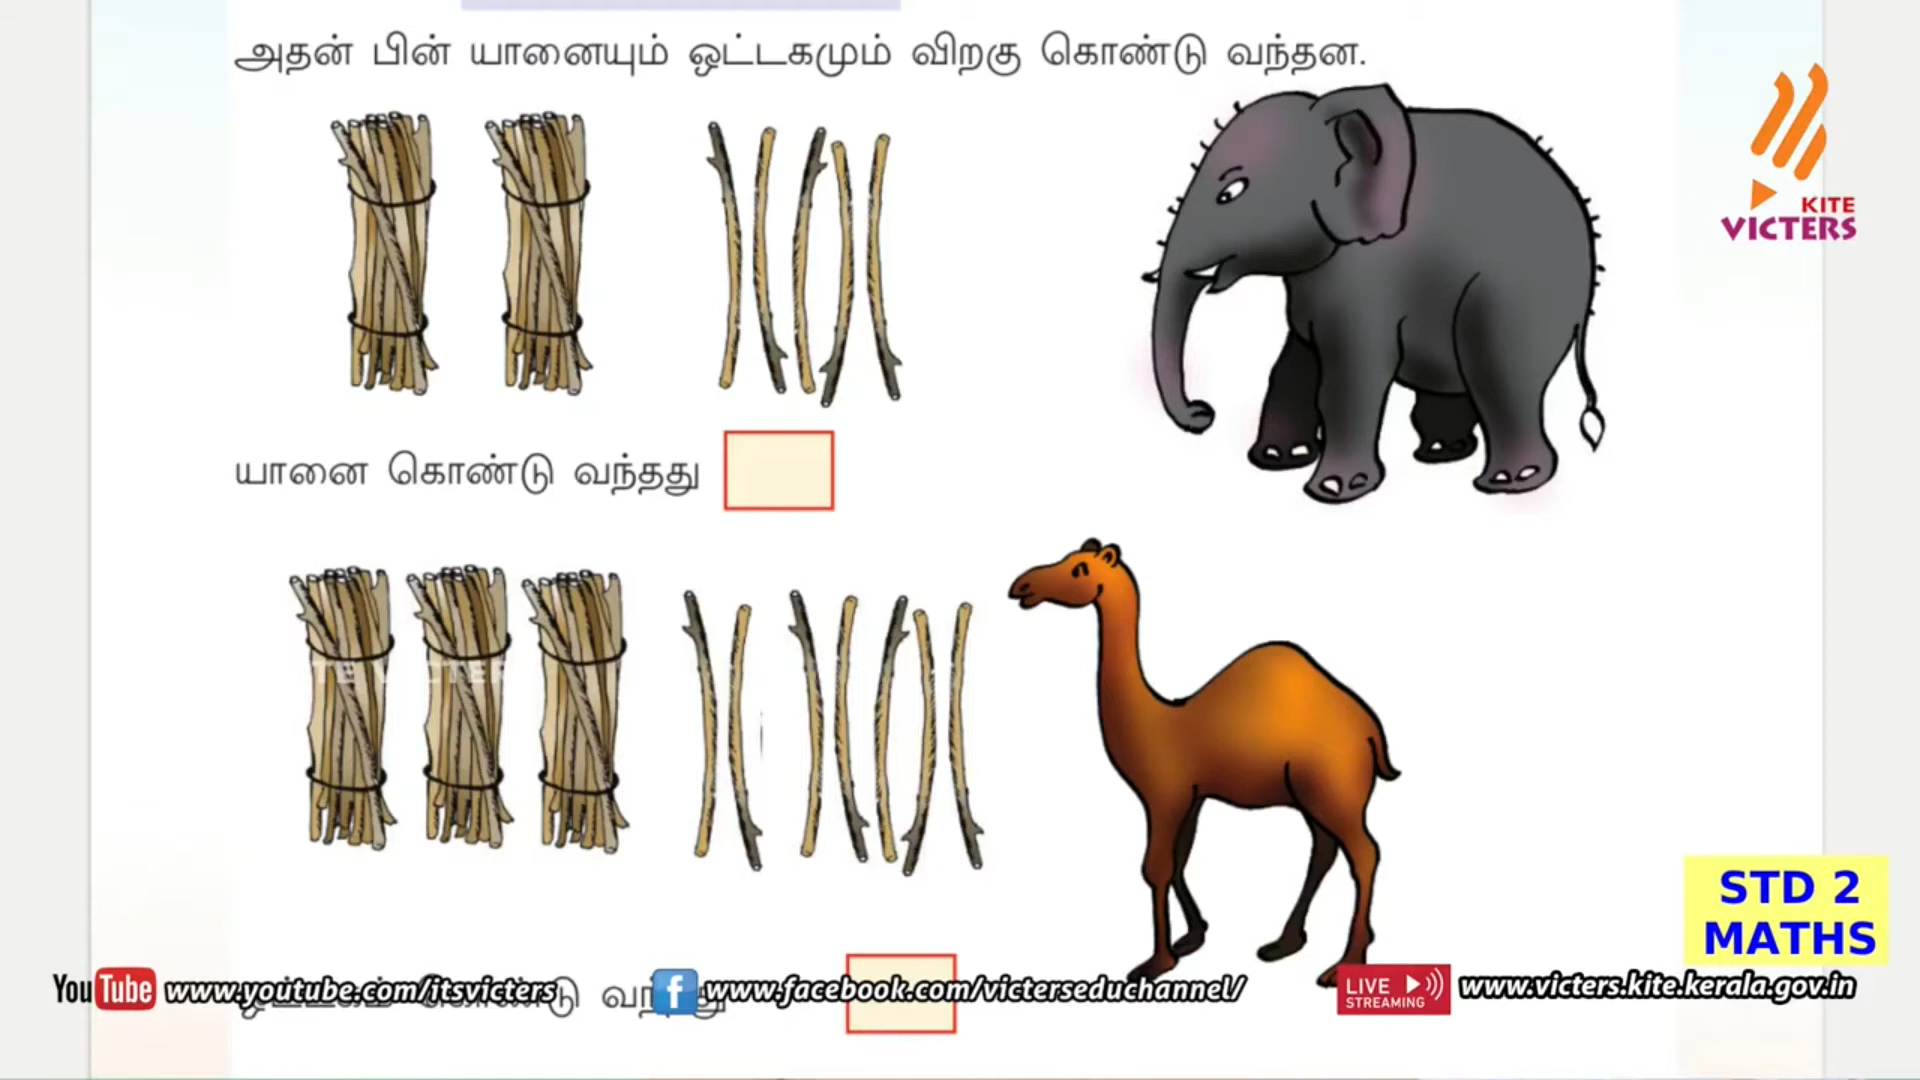 அதன் பின் யானையும் ஒட்டகமும் விறகு கொண்டு வந்தன.
KITE
VICTERS
யானை கொண்டு வந்தது
STD 2
MATHS
YouTube www.youtube.com/itsvicters www.facebook.com/victerseduchannel/ LIVE STREAMING www.victers.kite.kerala.gov.in